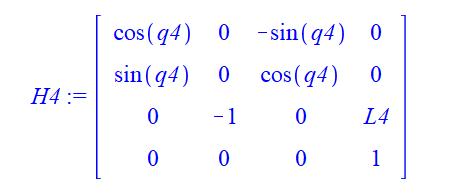 cos(q4) 0 -sin(q4) 0
sin(q4) 0 cos(q4) 0
H4 :=
0 -1 0 L4
0 0 0 1